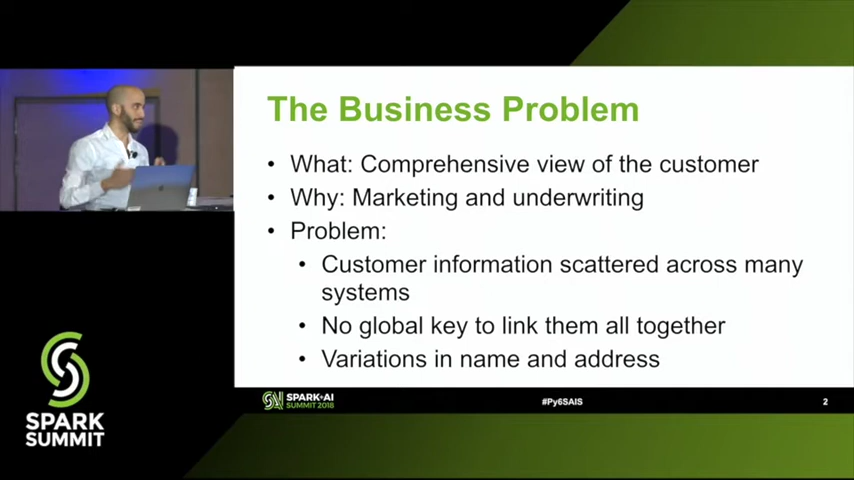 The Business Problem
• What: Comprehensive view of the customer
• Why: Marketing and underwriting
• Problem:
• Customer information scattered across many
systems
• No global key to link them all together
• Variations in name and address
SPARK+AI
SUMMIT 2018
#Py6SAIS
2
SPARK
SUMMIT